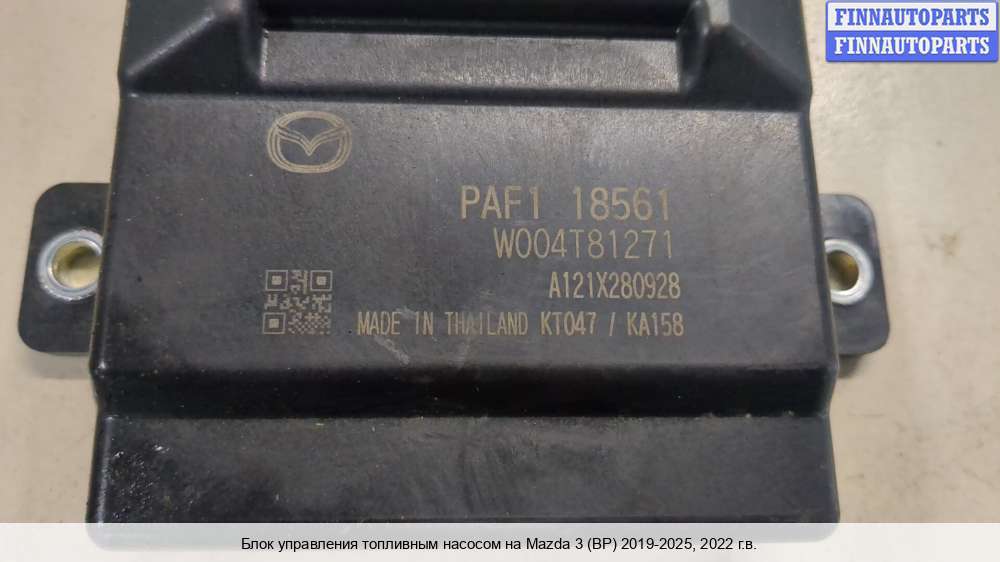 FINNAUTOPARTS
FINNAUTOPARTS
PAF1 18561
W004T81271
A121X280928
MADE IN THAILAND KT047 / KA158
Блок управления топливным насосом на Mazda 3 (BP) 2019-2025, 2022 г.в.